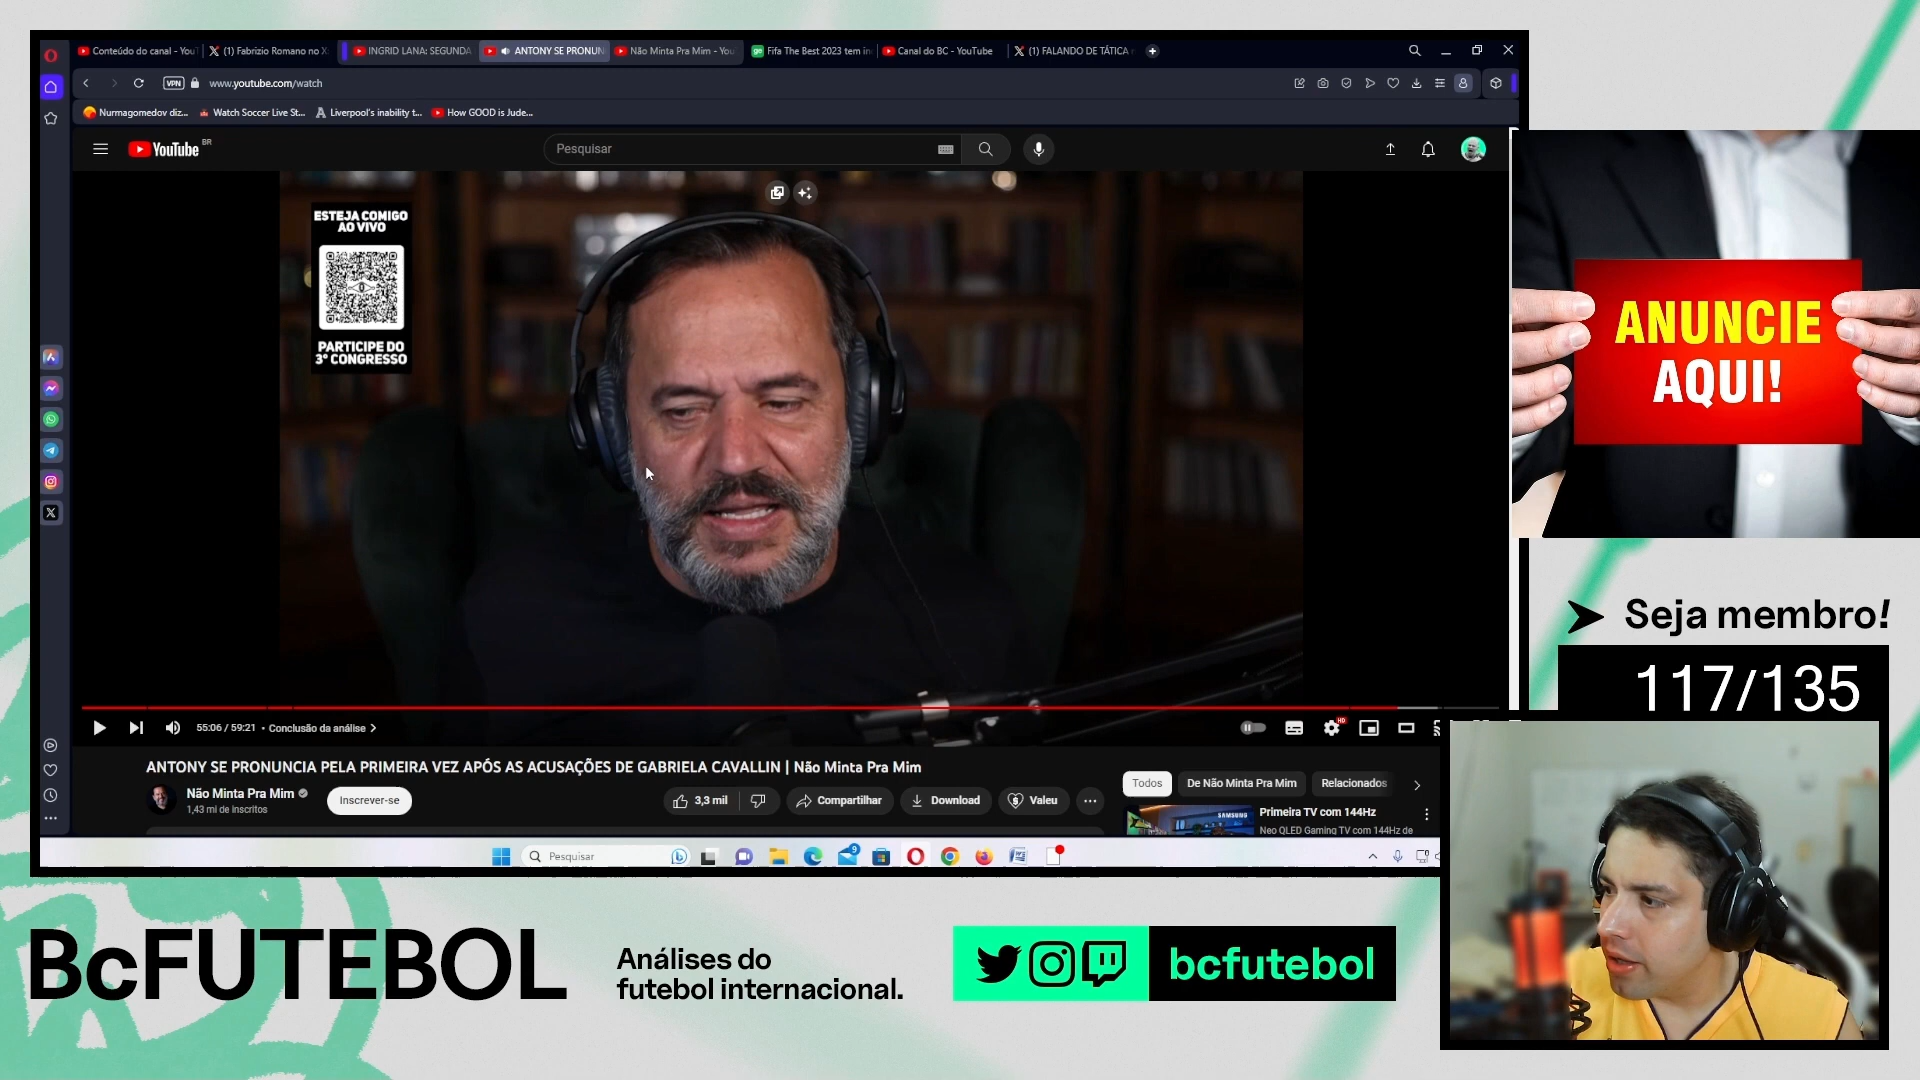 Conteúdo do canal - You
(1) Fabrizio Romano no X
INGRID LANA: SEGUNDA
ANTONY SE PRONUN
Não Minta Pra Mim - You
Fifa The Best 2023 tem in
Canal do BC - YouTube
(1) FALANDO DE TÁTICA
VPN
www.youtube.com/watch
Nurmagomedov diz...
Watch Soccer Live St...
Liverpool's inability t...
How GOOD is Jude...
YouTube BR
Pesquisar
ESTEJA COMIGO
AO VIVO
PARTICIPE DO
3º CONGRESSO
ANUNCIE
AQUI!
Seja membro!
117/135
55:06 / 59:21 • Conclusão da análise
HD
ANTONY SE PRONUNCIA PELA PRIMEIRA VEZ APÓS AS ACUSAÇÕES DE GABRIELA CAVALLIN | Não Minta Pra Mim
Não Minta Pra Mim
1,43 mi de inscritos
Inscrever-se
3,3 mil
Compartilhar
Download
Valeu
Todos
De Não Minta Pra Mim
Relacionados
SAMSUNG
Primeira TV com 144Hz
Neo QLED Gaming TV com 144Hz de
Pesquisar
9
BcFUTEBOL
Análises do
futebol internacional.
bcfutebol